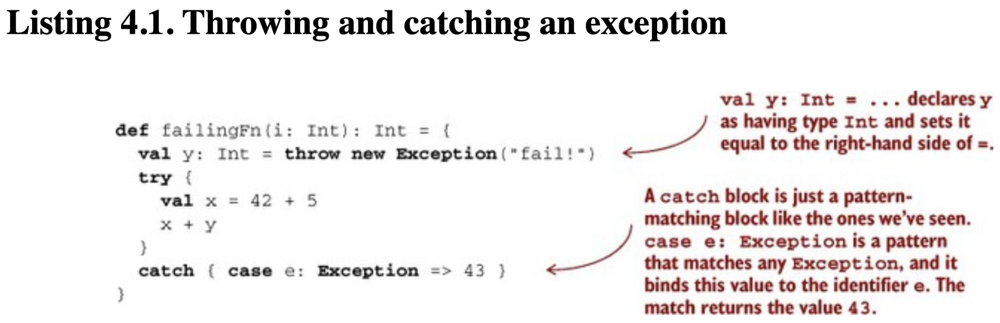 Listing 4.1. Throwing and catching an exception
def failingFn(i: Int): Int = {
  val y: Int = throw new Exception("fail!")
  try {
    val x = 42 + 5
    x + y
  }
  catch { case e: Exception => 43 }
}
val y: Int = ... declares y
as having type Int and sets it
equal to the right-hand side of =.
A catch block is just a pattern-
matching block like the ones we've seen.
case e: Exception is a pattern
that matches any Exception, and it
binds this value to the identifier e. The
match returns the value 43.